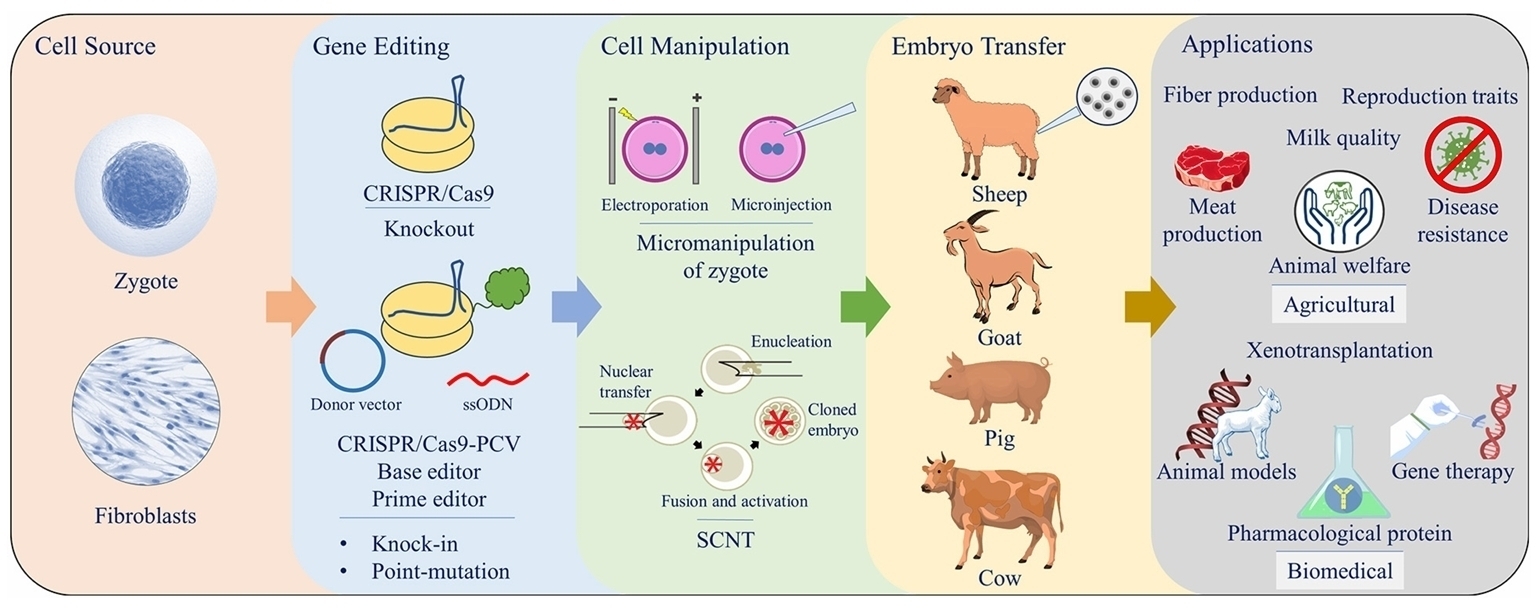 Cell Source
Zygote
Fibroblasts
Gene Editing
CRISPR/Cas9
Knockout
Donor vector
ssODN
CRISPR/Cas9-PCV
Base editor
Prime editor
• Knock-in
• Point-mutation
Cell Manipulation
- +
Electroporation
Microinjection
Micromanipulation
of zygote
Enucleation
Nuclear
transfer
Cloned
embryo
Fusion and activation
SCNT
Embryo Transfer
Sheep
Goat
Pig
Cow
Applications
Fiber production
Reproduction traits
Milk quality
Meat
production
Disease
resistance
Animal welfare
Agricultural
Xenotransplantation
Animal models
Gene therapy
Pharmacological protein
Biomedical